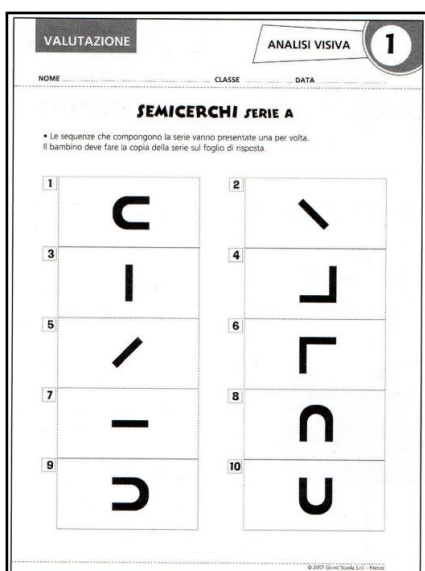 VALUTAZIONE
ANALISI VISIVA
1
NOME CLASSE DATA
SEMICERCHI SERIE A
• Le sequenze che compongono la serie vanno presentate una per volta.
Il bambino deve fare la copia della serie sul foglio di risposta.
1 2
3 4
5 6
7 8
9 10
© 2007 Giunti Scuola S.r.l. - Firenze